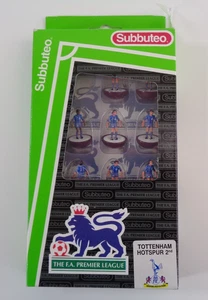 Subbuteo
Subbuteo
THE F.A. PREMIER LEAGUE
TOTTENHAM
HOTSPUR 2ND